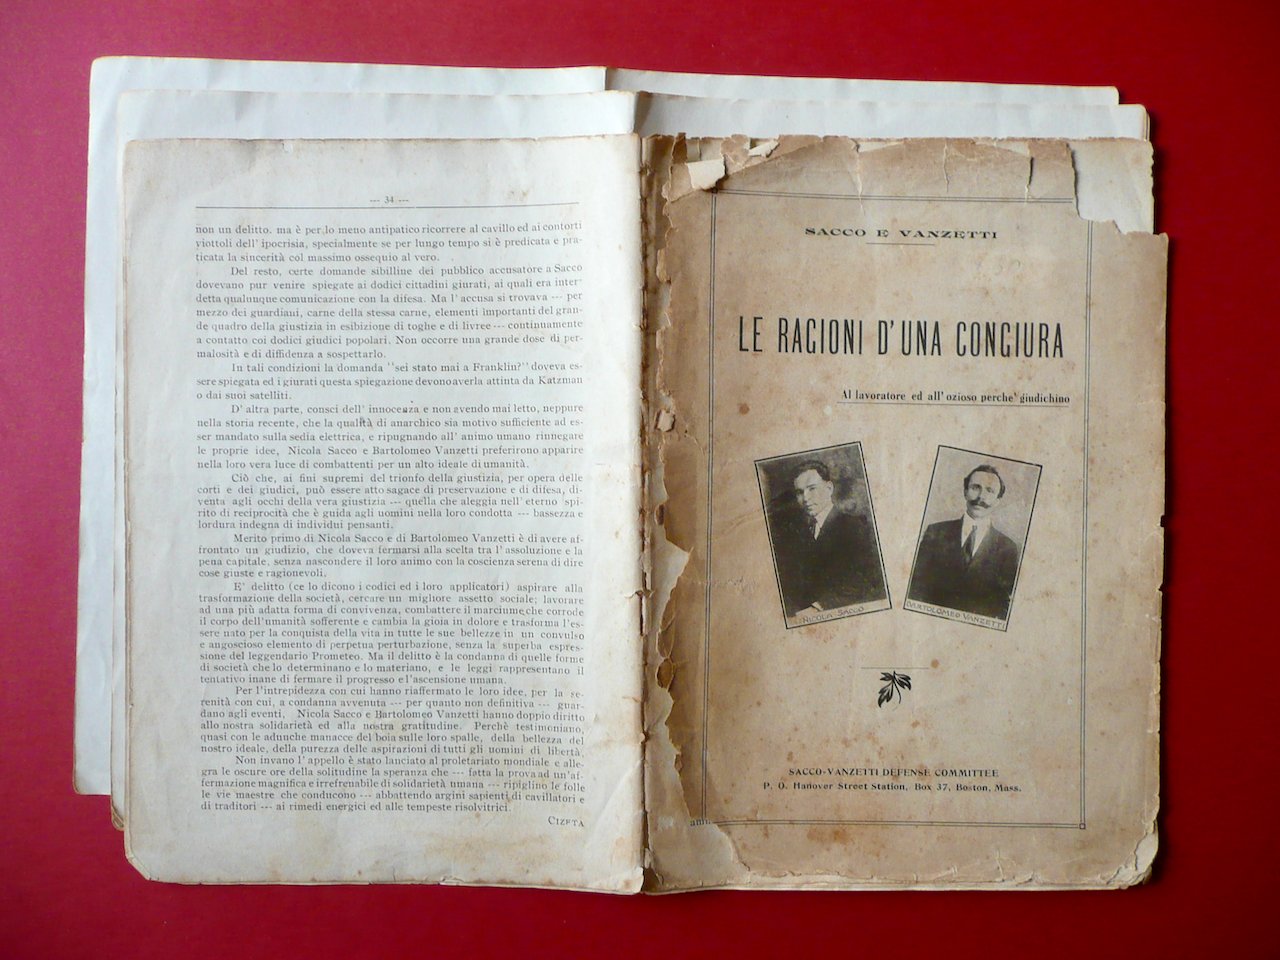 --- 34 ---
non un delitto. ma è per lo meno antipatico ricorrere al cavillo ed ai contorti
viottoli dell' ipocrisia, specialmente se per lungo tempo si è predicata e pra-
ticata la sincerità col massimo ossequio al vero.
Del resto, certe domande sibilline dei pubblico accusatore a Sacco
dovevano pur venire spiegate ai dodici cittadini giurati, ai quali era inter-
detta qualunque comunicazione con la difesa. Ma l' accusa si trovava --- per
mezzo dei guardiani, carne della stessa carne, elementi importanti del gran-
de quadro della giustizia in esibizione di toghe e di livree --- continuamente
a contatto coi dodici giudici popolari. Non occorre una grande dose di per-
malosità e di diffidenza a sospettarlo.
In tali condizioni la domanda ''sei stato mai a Franklin?'' doveva es-
sere spiegata ed i giurati questa spiegazione devono averla attinta da Katzman
o dai suoi satelliti.
D' altra parte, consci dell' innocenza e non avendo mai letto, neppure
nella storia recente, che la qualità di anarchico sia motivo sufficiente ad es-
ser mandato sulla sedia elettrica, e ripugnando all' animo umano rinnegare
le proprie idee, Nicola Sacco e Bartolomeo Vanzetti preferirono apparire
nella loro vera luce di combattenti per un alto ideale di umanità.
Ciò che, ai fini supremi del trionfo della giustizia, per opera delle
corti e dei giudici, può essere atto sagace di preservazione e di difesa, di-
venta agli occhi della vera giustizia --- quella che aleggia nell' eterno spi-
rito di reciprocità che è guida agli uomini nella loro condotta --- bassezza e
lordura indegna di individui pensanti.
Merito primo di Nicola Sacco e di Bartolomeo Vanzetti è di avere af-
frontato un giudizio, che doveva fermarsi alla scelta tra l' assoluzione e la
pena capitale, senza nascondere il loro animo con la coscienza serena di dire
cose giuste e ragionevoli.
E' delitto (ce lo dicono i codici ed i loro applicatori) aspirare alla
trasformazione della società, cercare un migliore assetto sociale; lavorare
ad una più adatta forma di convivenza, combattere il marciume che corrode
il corpo dell'umanità sofferente e cambia la gioia in dolore e trasforma l'es-
sere nato per la conquista della vita in tutte le sue bellezze in un convulso
e angoscioso elemento di perpetua perturbazione, senza la superba espres-
sione del leggendario Prometeo. Ma il delitto è la condanna di quelle forme
di società che lo determinano e lo materiano, e le leggi rappresentano il
tentativo inane di fermare il progresso e l'ascensione umana.
Per l'intrepidezza con cui hanno riaffermato le loro idee, per la se-
renità con cui, a condanna avvenuta --- per quanto non definitiva --- guar-
dano agli eventi, Nicola Sacco e Bartolomeo Vanzetti hanno doppio diritto
allo nostra solidarietà ed alla nostra gratitudine. Perchè testimoniano,
quasi con le adunche manacce del boia sulle loro spalle, della bellezza del
nostro ideale, della purezza delle aspirazioni di tutti gli uomini di libertà.
Non invano l' appello è stato lanciato al proletariato mondiale e alle-
gra le oscure ore della solitudine la speranza che --- fatta la prova ad un'af-
fermazione magnifica e irrefrenabile di solidarietà umana --- ripiglino le folle
le vie maestre che conducono --- abbattendo argini sapienti di cavillatori e
di traditori --- ai rimedi energici ed alle tempeste risolvitrici.
CIZETA
SACCO E VANZETTI
LE RAGIONI D'UNA CONGIURA
Al lavoratore ed all' ozioso perche' giudichino
NICOLA SACCO
BARTOLOMEO VANZETTI
SACCO-VANZETTI DEFENSE COMMITTEE
P. O. Hanover Street Station, Box 37, Boston, Mass.